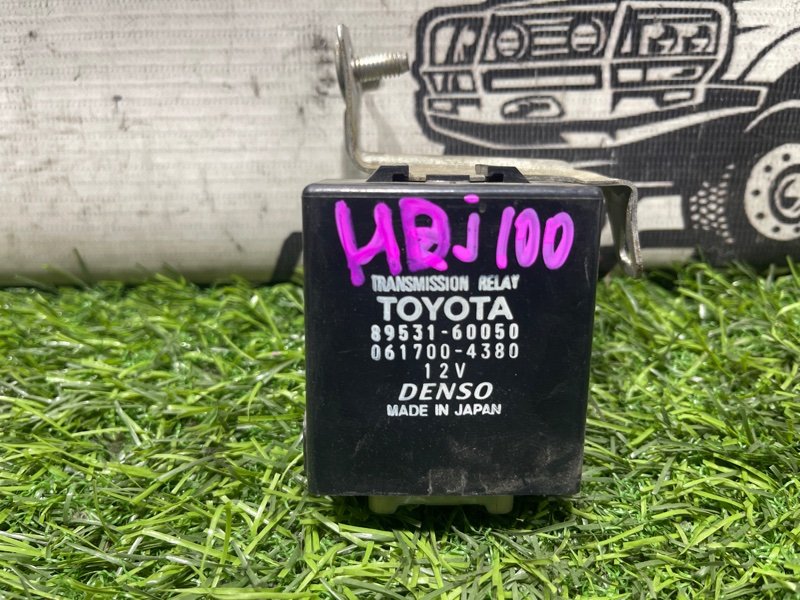 HDJ100
TRANSMISSION RELAY
TOYOTA
89531-60050
061700-4380
12V
DENSO
MADE IN JAPAN